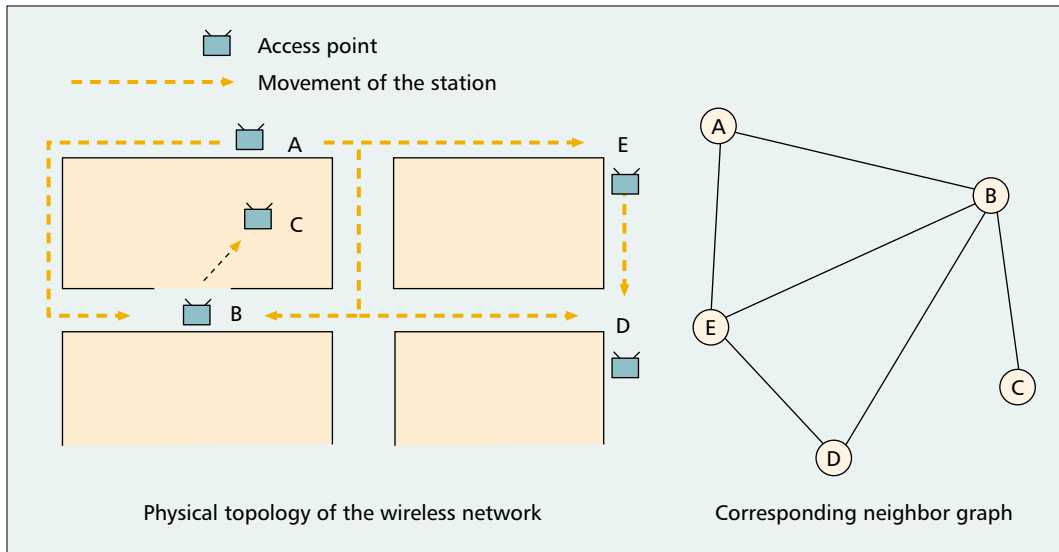 Access point
Movement of the station
A
E
C
B
D
A
B
E
C
D
Physical topology of the wireless network
Corresponding neighbor graph